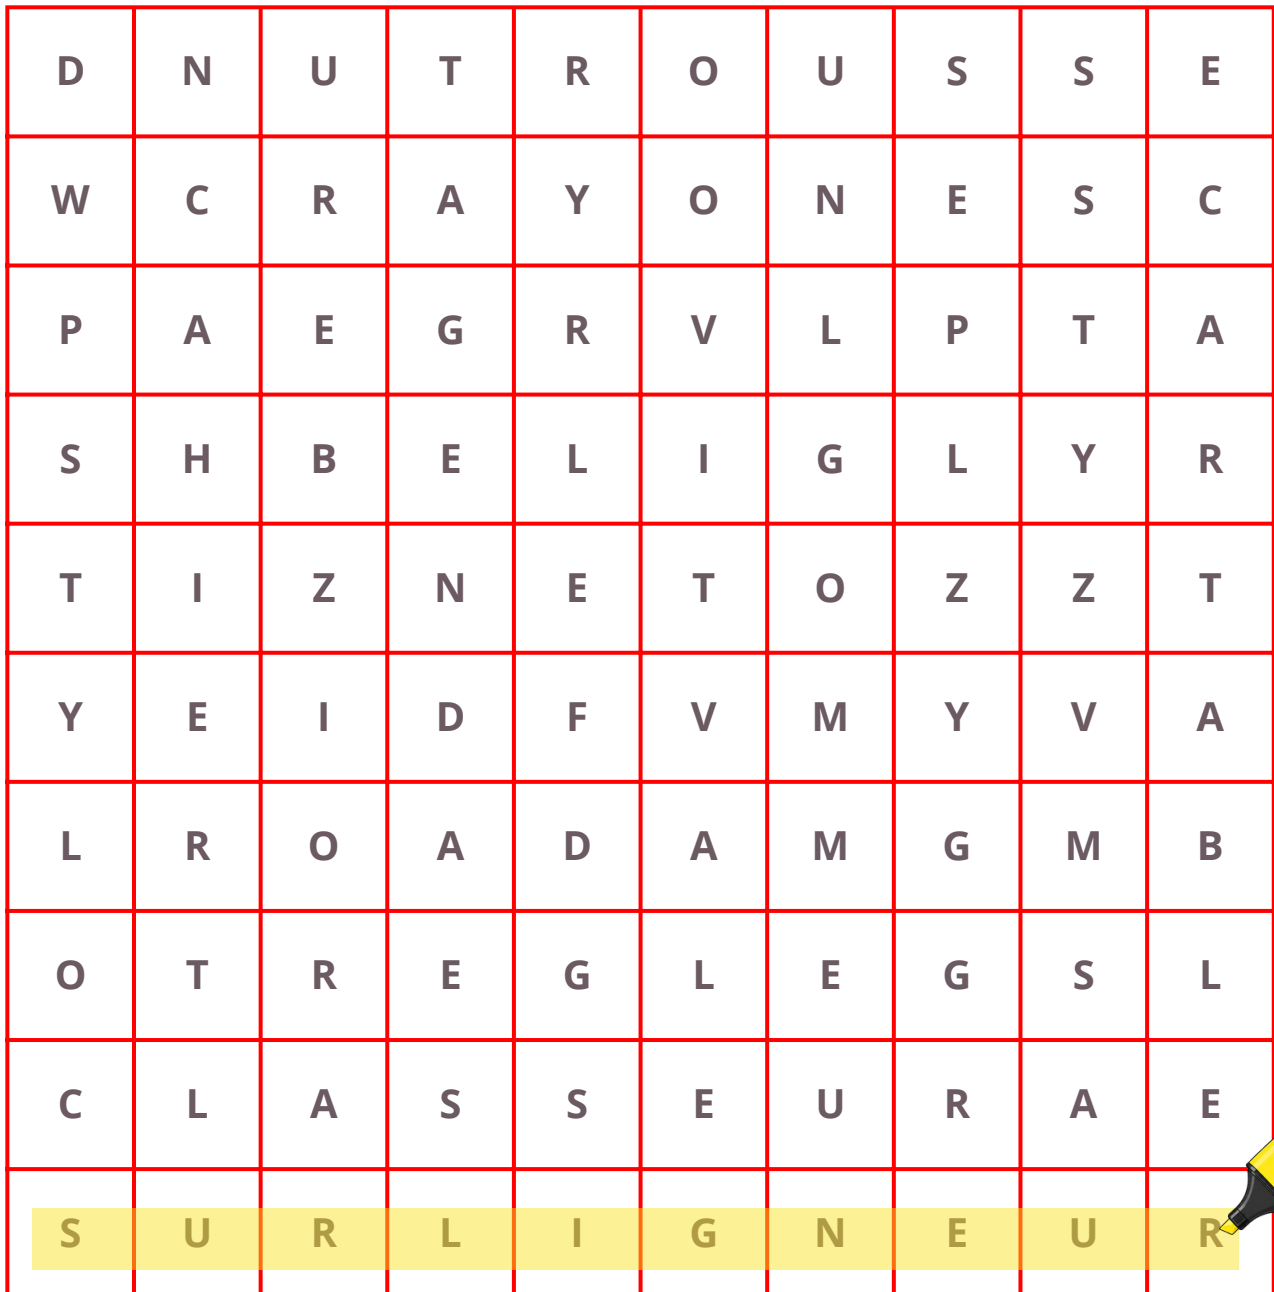 D N U T R O U S S E
W C R A Y O N E S C
P A E G R V L P T A
S H B E L I G L Y R
T I Z N E T O Z Z T
Y E I D F V M Y V A
L R O A D A M G M B
O T R E G L E G S L
C L A S S E U R A E
S U R L I G N E U R